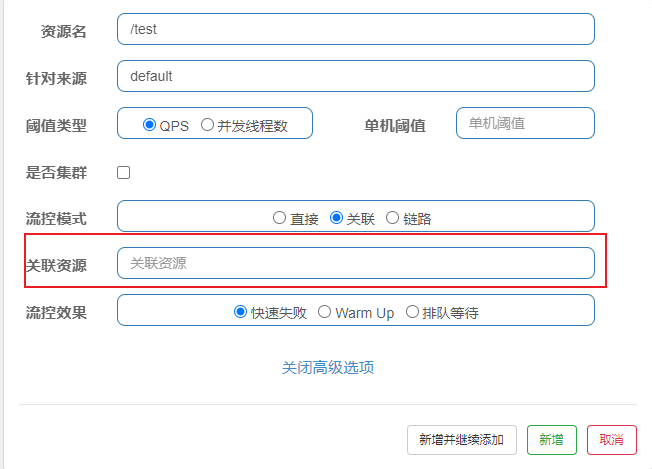 资源名 /test
针对来源 default
阈值类型 QPS 并发线程数 单机阈值 单机阈值
是否集群
流控模式 直接 关联 链路
关联资源 关联资源
流控效果 快速失败 Warm Up 排队等待
关闭高级选项
新增并继续添加 新增 取消